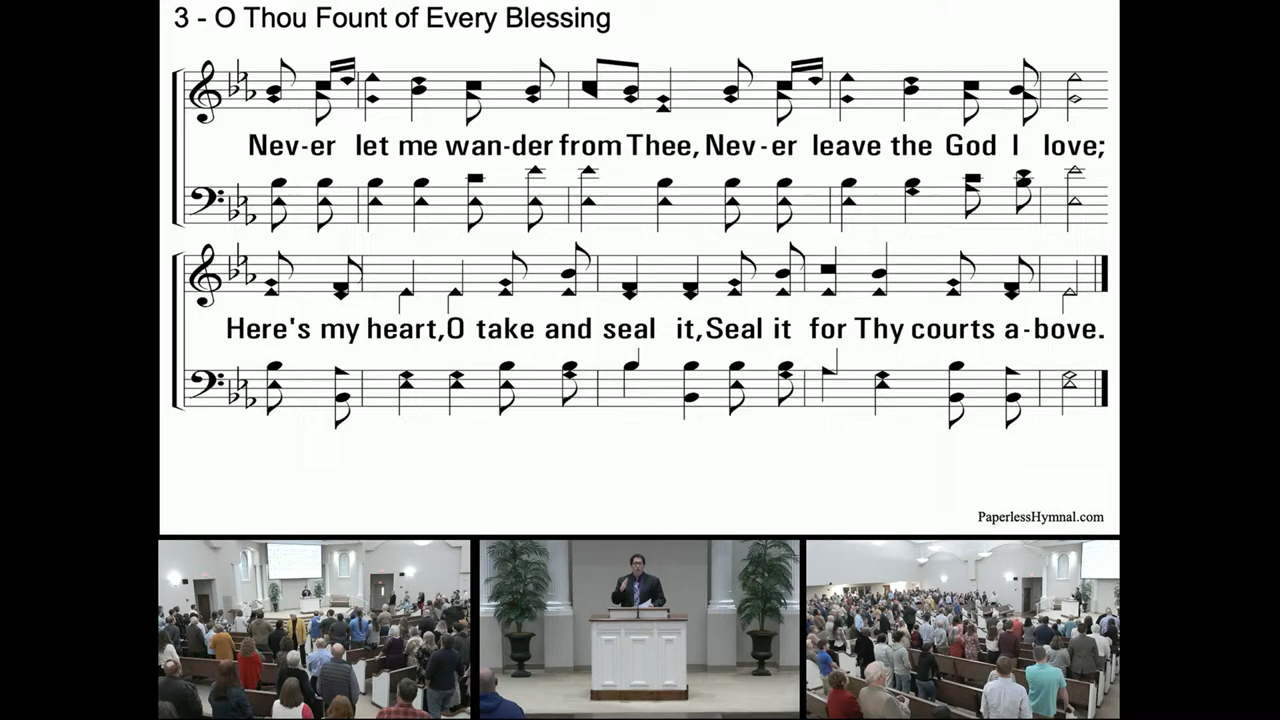 3 - O Thou Fount of Every Blessing
Nev-er let me wan-der from Thee, Nev-er leave the God I love;
Here's my heart, O take and seal it, Seal it for Thy courts a-bove.
PaperlessHymnal.com